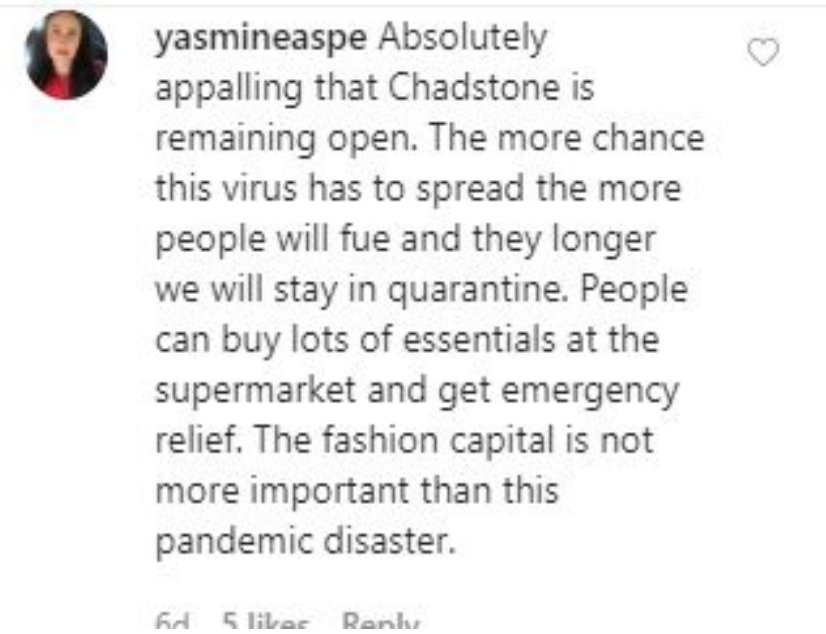 yasmineaspe Absolutely
appalling that Chadstone is
remaining open. The more chance
this virus has to spread the more
people will fue and they longer
we will stay in quarantine. People
can buy lots of essentials at the
supermarket and get emergency
relief. The fashion capital is not
more important than this
pandemic disaster.
6d 5 likes Reply